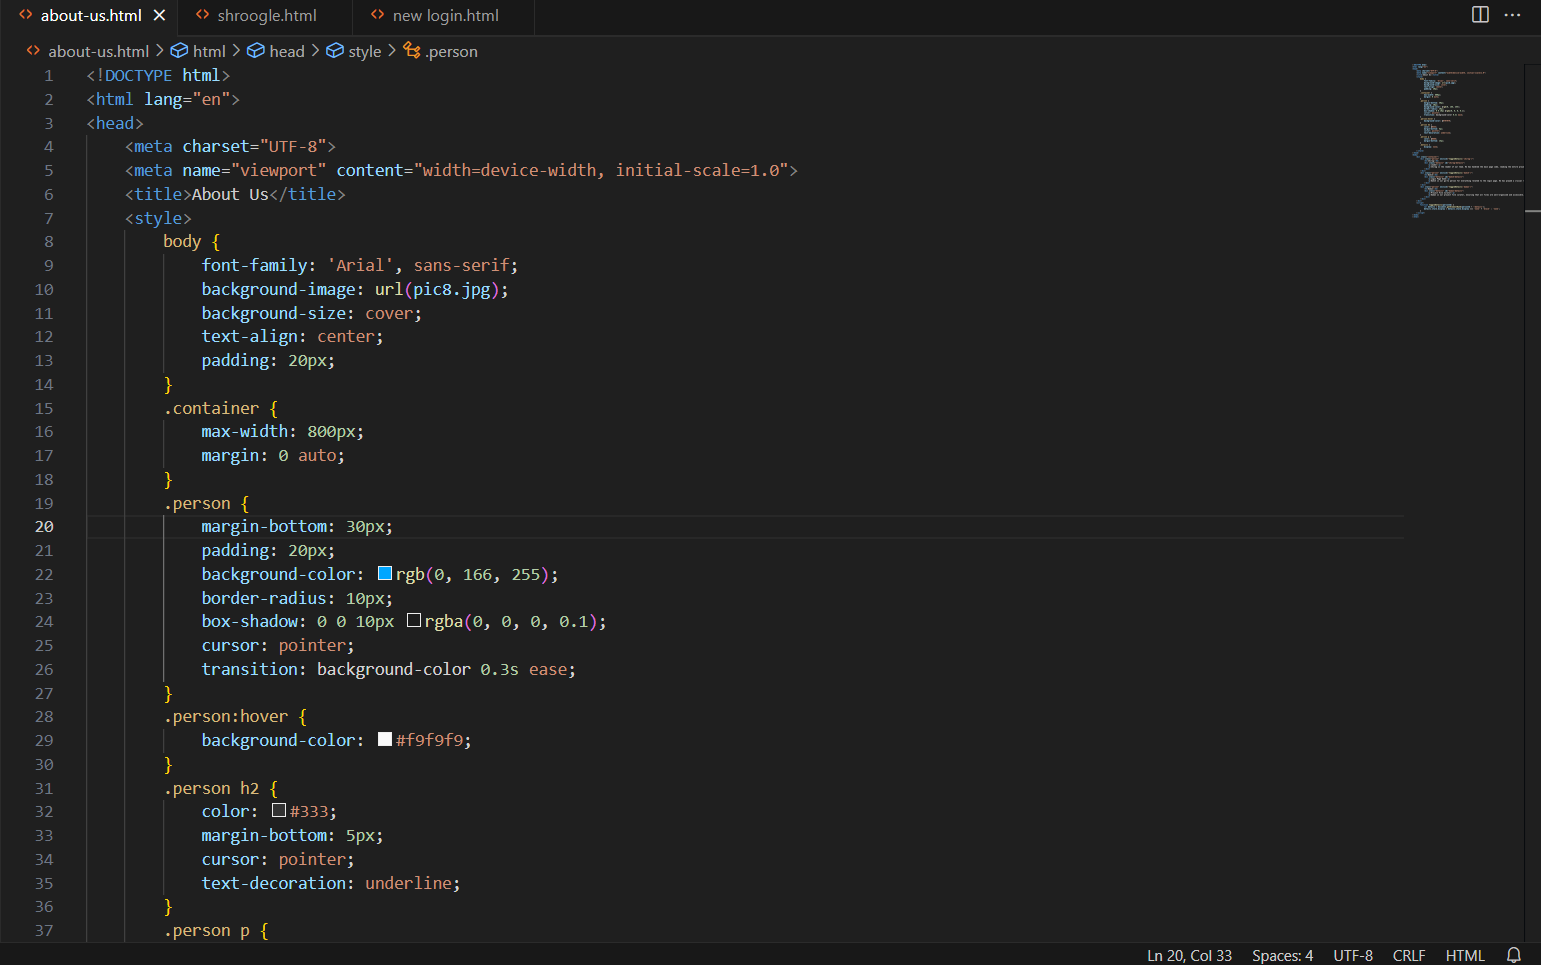 about-us.html shroogle.html new login.html
about-us.html > html > head > style > .person
1 <!DOCTYPE html>
2 <html lang="en">
3 <head>
4 <meta charset="UTF-8">
5 <meta name="viewport" content="width=device-width, initial-scale=1.0">
6 <title>About Us</title>
7 <style>
8 body {
9 font-family: 'Arial', sans-serif;
10 background-image: url(pic8.jpg);
11 background-size: cover;
12 text-align: center;
13 padding: 20px;
14 }
15 .container {
16 max-width: 800px;
17 margin: 0 auto;
18 }
19 .person {
20 margin-bottom: 30px;
21 padding: 20px;
22 background-color: rgb(0, 166, 255);
23 border-radius: 10px;
24 box-shadow: 0 0 10px rgba(0, 0, 0, 0.1);
25 cursor: pointer;
26 transition: background-color 0.3s ease;
27 }
28 .person:hover {
29 background-color: #f9f9f9;
30 }
31 .person h2 {
32 color: #333;
33 margin-bottom: 5px;
34 cursor: pointer;
35 text-decoration: underline;
36 }
37 .person p {
Ln 20, Col 33 Spaces: 4 UTF-8 CRLF HTML